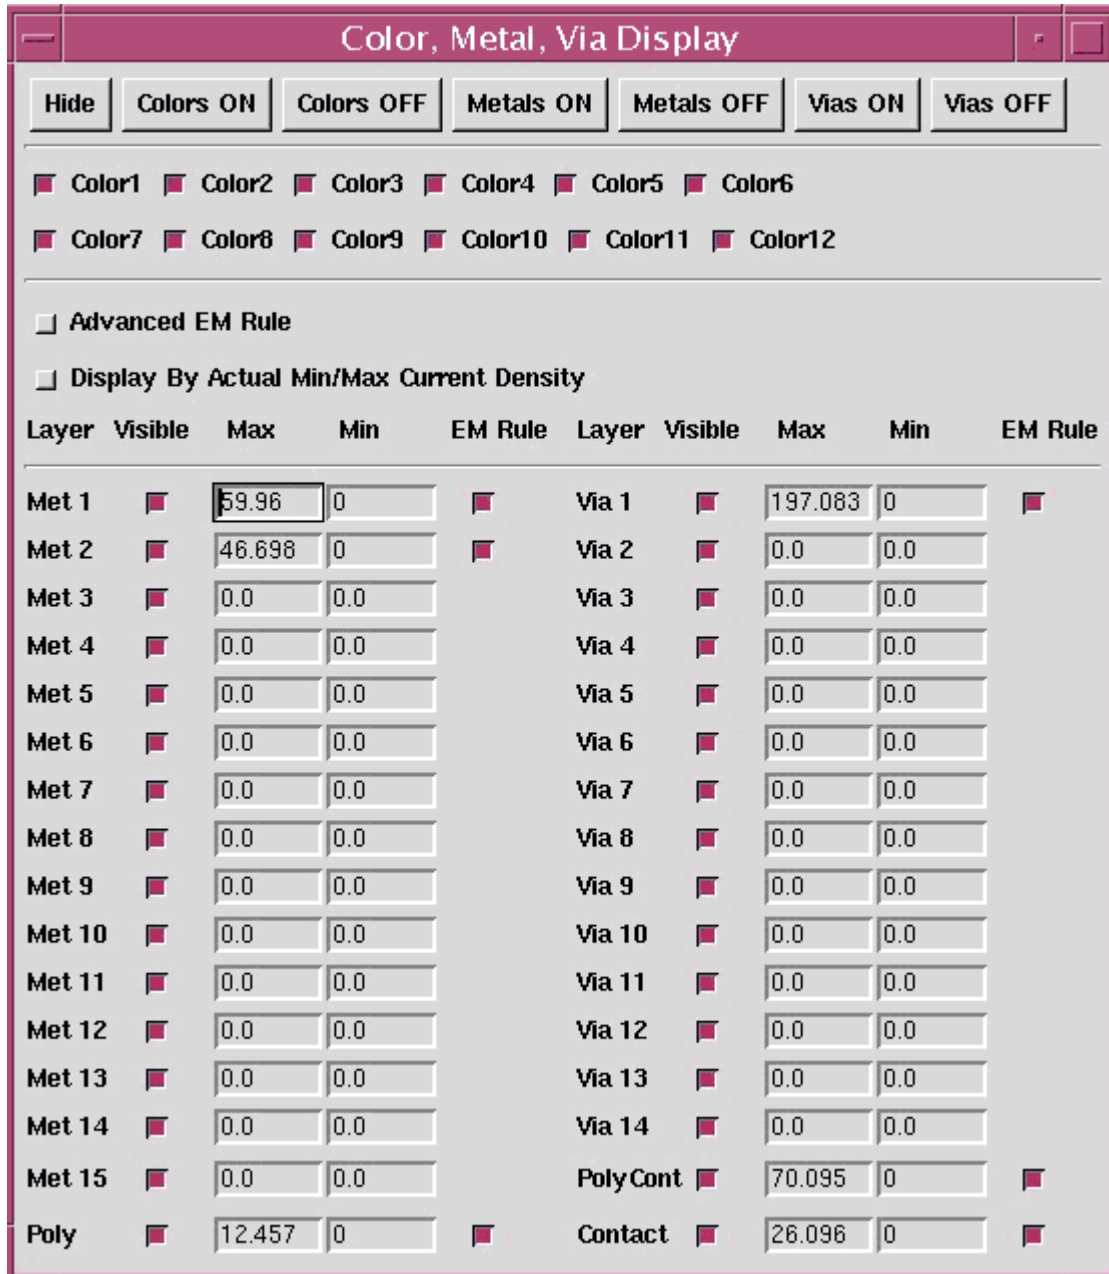 Color, Metal, Via Display
Hide Colors ON Colors OFF Metals ON Metals OFF Vias ON Vias OFF
Color1 Color2 Color3 Color4 Color5 Color6
Color7 Color8 Color9 Color10 Color11 Color12
Advanced EM Rule
Display By Actual Min/Max Current Density
Layer Visible Max Min EM Rule Layer Visible Max Min EM Rule
Met 1 59.96 0 Via 1 197.083 0
Met 2 46.698 0 Via 2 0.0 0.0
Met 3 0.0 0.0 Via 3 0.0 0.0
Met 4 0.0 0.0 Via 4 0.0 0.0
Met 5 0.0 0.0 Via 5 0.0 0.0
Met 6 0.0 0.0 Via 6 0.0 0.0
Met 7 0.0 0.0 Via 7 0.0 0.0
Met 8 0.0 0.0 Via 8 0.0 0.0
Met 9 0.0 0.0 Via 9 0.0 0.0
Met 10 0.0 0.0 Via 10 0.0 0.0
Met 11 0.0 0.0 Via 11 0.0 0.0
Met 12 0.0 0.0 Via 12 0.0 0.0
Met 13 0.0 0.0 Via 13 0.0 0.0
Met 14 0.0 0.0 Via 14 0.0 0.0
Met 15 0.0 0.0 PolyCont 70.095 0
Poly 12.457 0 Contact 26.096 0